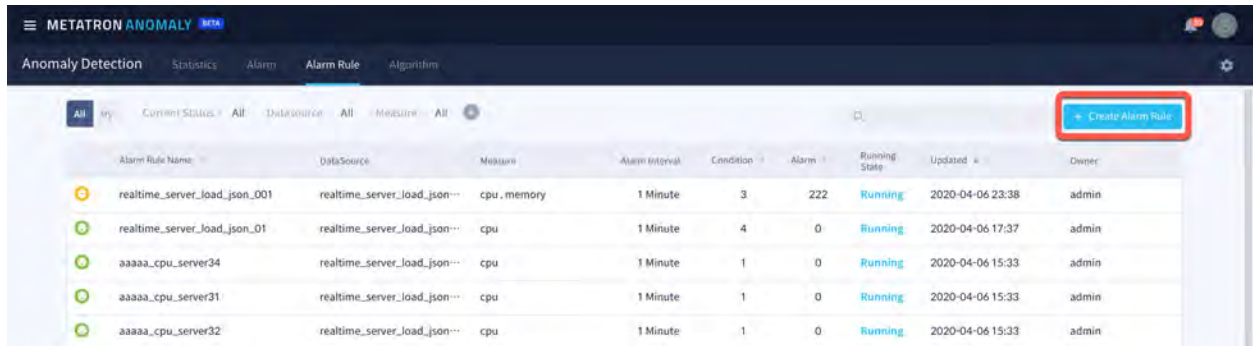 METATRON ANOMALY BETA
Anomaly Detection Statistics Alarm Alarm Rule Algorithm
All My Current Status All Datasource All Measure All
+ Create Alarm Rule
Alarm Rule Name DataSource Measure Alarm Interval Condition Alarm Running State Updated Owner
realtime_server_load_json_001 realtime_server_load_json··· cpu,memory 1 Minute 3 222 Running 2020-04-06 23:38 admin
realtime_server_load_json_01 realtime_server_load_json··· cpu 1 Minute 4 0 Running 2020-04-06 17:37 admin
aaaaa_cpu_server34 realtime_server_load_json··· cpu 1 Minute 1 0 Running 2020-04-06 15:33 admin
aaaaa_cpu_server31 realtime_server_load_json··· cpu 1 Minute 1 0 Running 2020-04-06 15:33 admin
aaaaa_cpu_server32 realtime_server_load_json··· cpu 1 Minute 1 0 Running 2020-04-06 15:33 admin